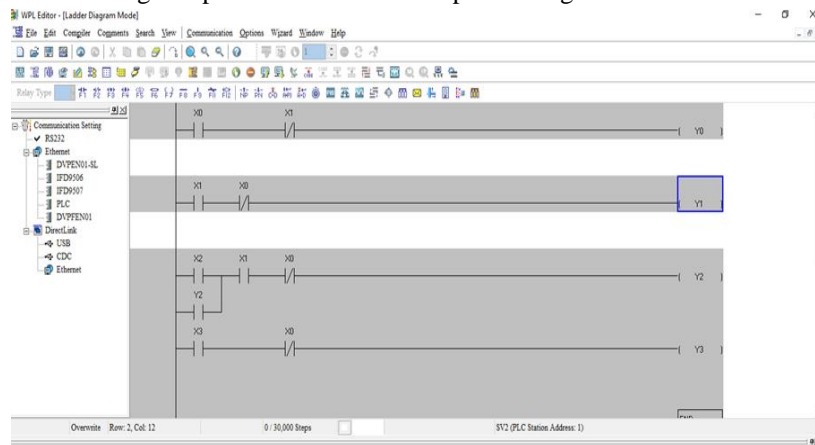 WPL Editor - [Ladder Diagram Mode]
File Edit Compiler Comments Search View Communication Options Wizard Window Help
Relay Type
Communication Setting
RS232
Ethernet
DVPEN01-SL
IFD9506
IFD9507
PLC
DVPFEN01
DirectLink
USB
CDC
Ethernet
X0 X1
Y0
X1 X0
Y1
X2 X1 X0
Y2
Y2
X3 X0
Y3
Overwrite Row: 2, Col: 12 0 / 30,000 Steps SV2 (PLC Station Address: 1)